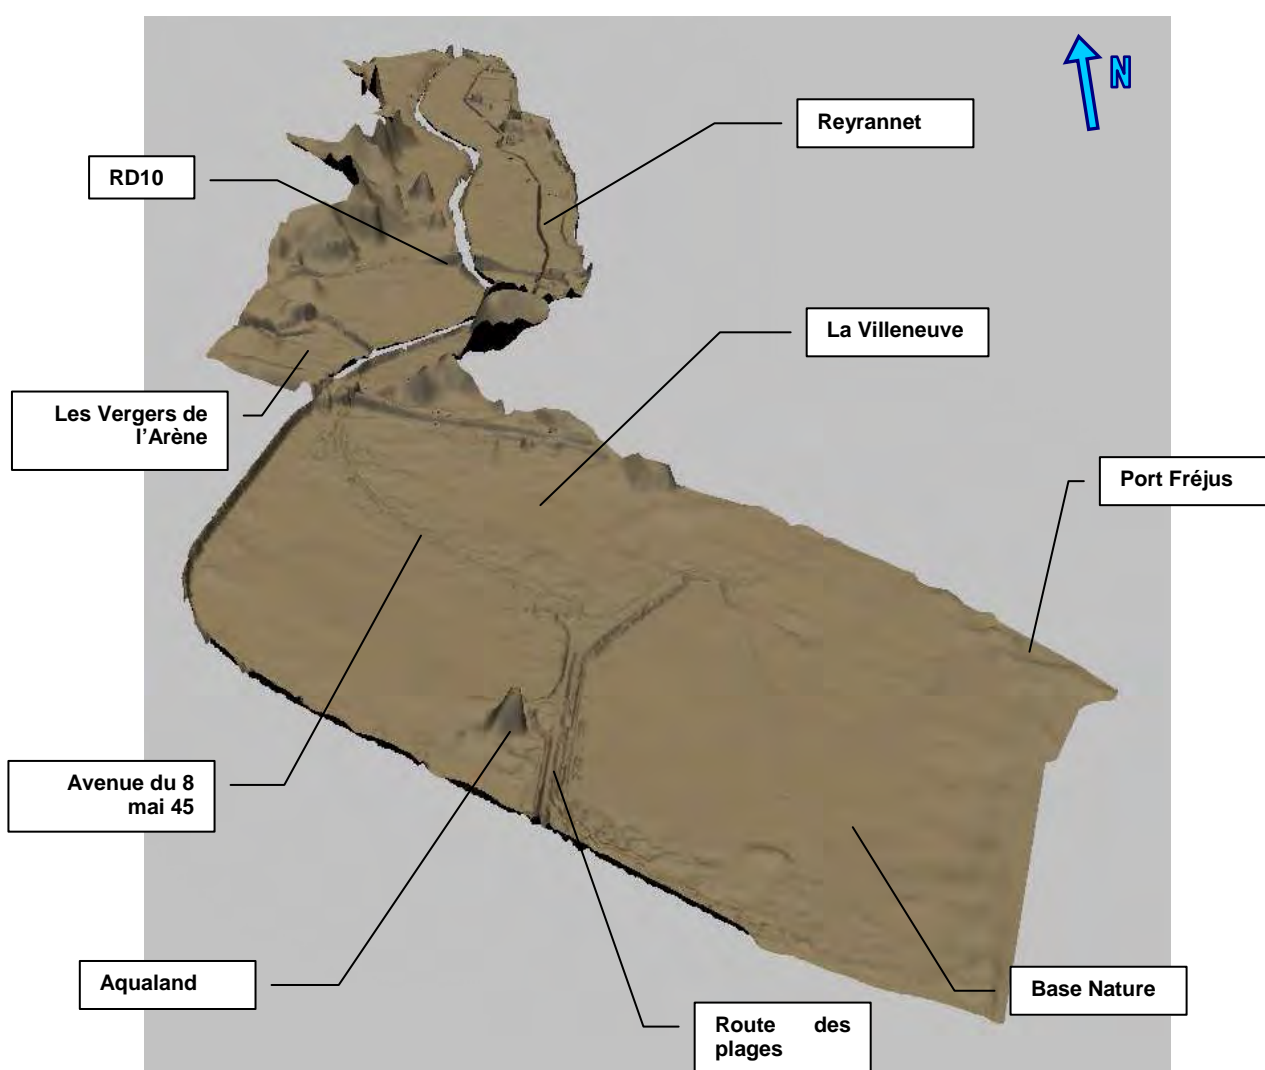 N
Reyrannet
RD10
La Villeneuve
Les Vergers de
l'Arène
Port Fréjus
Avenue du 8
mai 45
Aqualand
Base Nature
Route des
plages